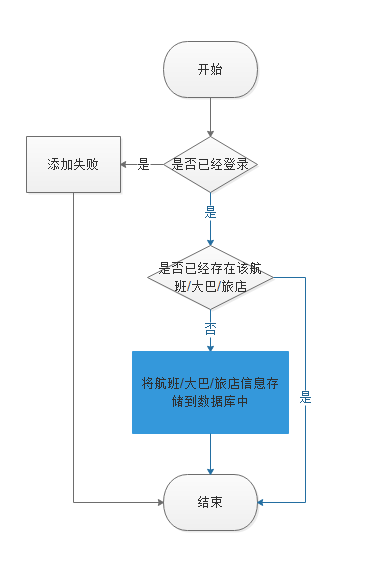 开始
添加失败
是
是否已经登录
是
是否已经存在该航
班/大巴/旅店
否
将航班/大巴/旅店信息存
储到数据库中
是
结束